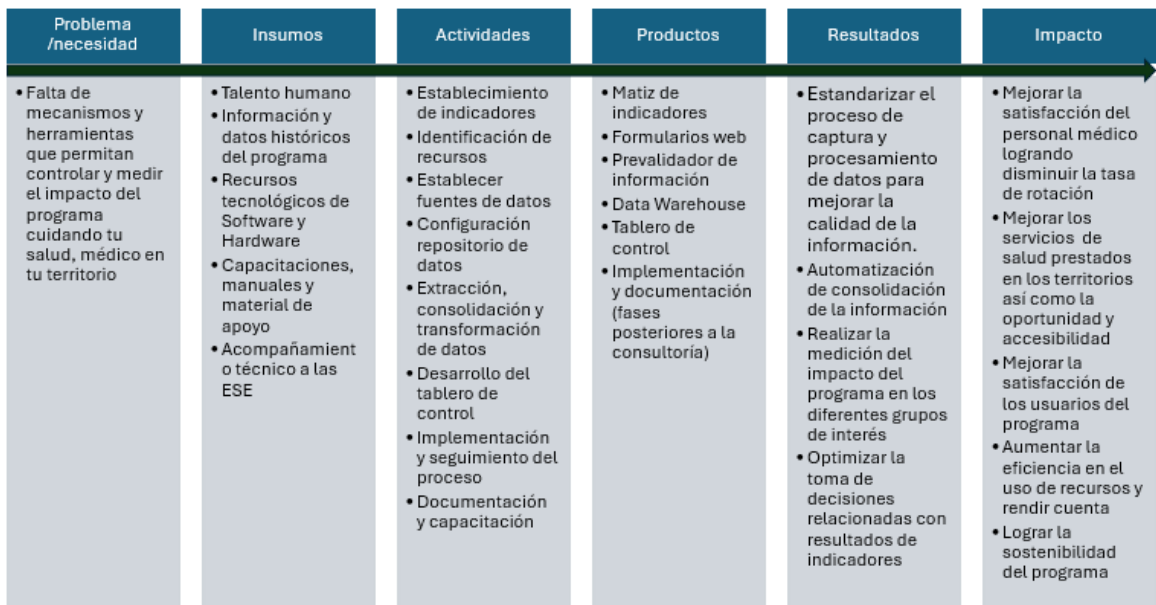 Problema
/necesidad
Insumos
Actividades
Productos
Resultados
Impacto
• Falta de
mecanismos y
herramientas
que permitan
controlar y medir
el impacto del
programa
cuidando tu
salud, médico en
tu territorio
• Talento humano
• Información y
datos históricos
del programa
• Recursos
tecnológicos de
Software y
Hardware
• Capacitaciones,
manuales y
material de
apoyo
• Acompañamient
o técnico a las
ESE
• Establecimiento
de indicadores
• Identificación de
recursos
• Establecer
fuentes de datos
• Configuración
repositorio de
datos
• Extracción,
consolidación y
transformación
de datos
• Desarrollo del
tablero de
control
• Implementación
y seguimiento del
proceso
• Documentación
y capacitación
• Matiz de
indicadores
• Formularios web
• Prevalidador de
información
• Data Warehouse
• Tablero de
control
• Implementación
y documentación
(fases
posteriores a la
consultoría)
• Estandarizar el
proceso de
captura y
procesamiento
de datos para
mejorar la
calidad de la
información.
• Automatización
de consolidación
de la información
• Realizar la
medición del
impacto del
programa en los
diferentes grupos
de interés
• Optimizar la
toma de
decisiones
relacionadas con
resultados de
indicadores
• Mejorar la
satisfacción del
personal médico
logrando
disminuir la tasa
de rotación
• Mejorar los
servicios de
salud prestados
en los territorios
así como la
oportunidad y
accesibilidad
• Mejorar la
satisfacción de
los usuarios del
programa
• Aumentar la
eficiencia en el
uso de recursos y
rendir cuenta
• Lograr la
sostenibilidad
del programa